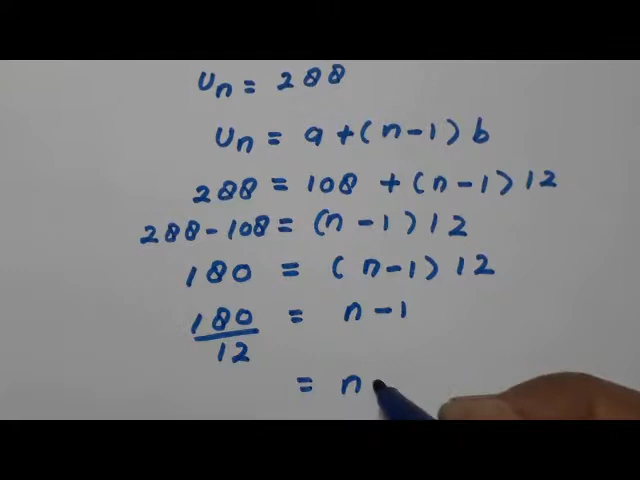 Un = 288
Un = a + (n - 1) b
288 = 108 + (n - 1) 12
288 - 108 = (n - 1) 12
180 = (n - 1) 12
180/12 = n - 1
= n